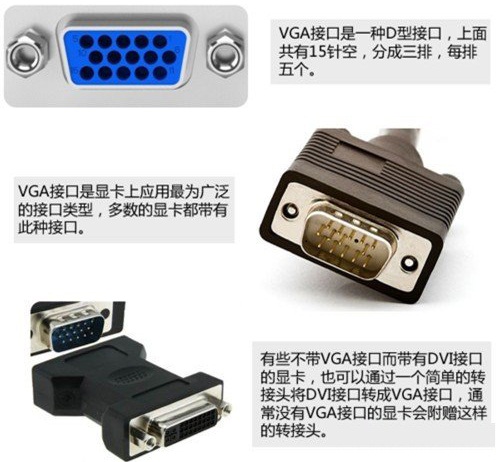 VGA接口是一种D型接口，上面
共有15针空，分成三排，每排
五个。
VGA接口是显卡上应用最为广泛
的接口类型，多数的显卡都带有
此种接口。
有些不带VGA接口而带有DVI接口
的显卡，也可以通过一个简单的转
接头将DVI接口转成VGA接口，通
常没有VGA接口的显卡会附赠这样
的转接头。